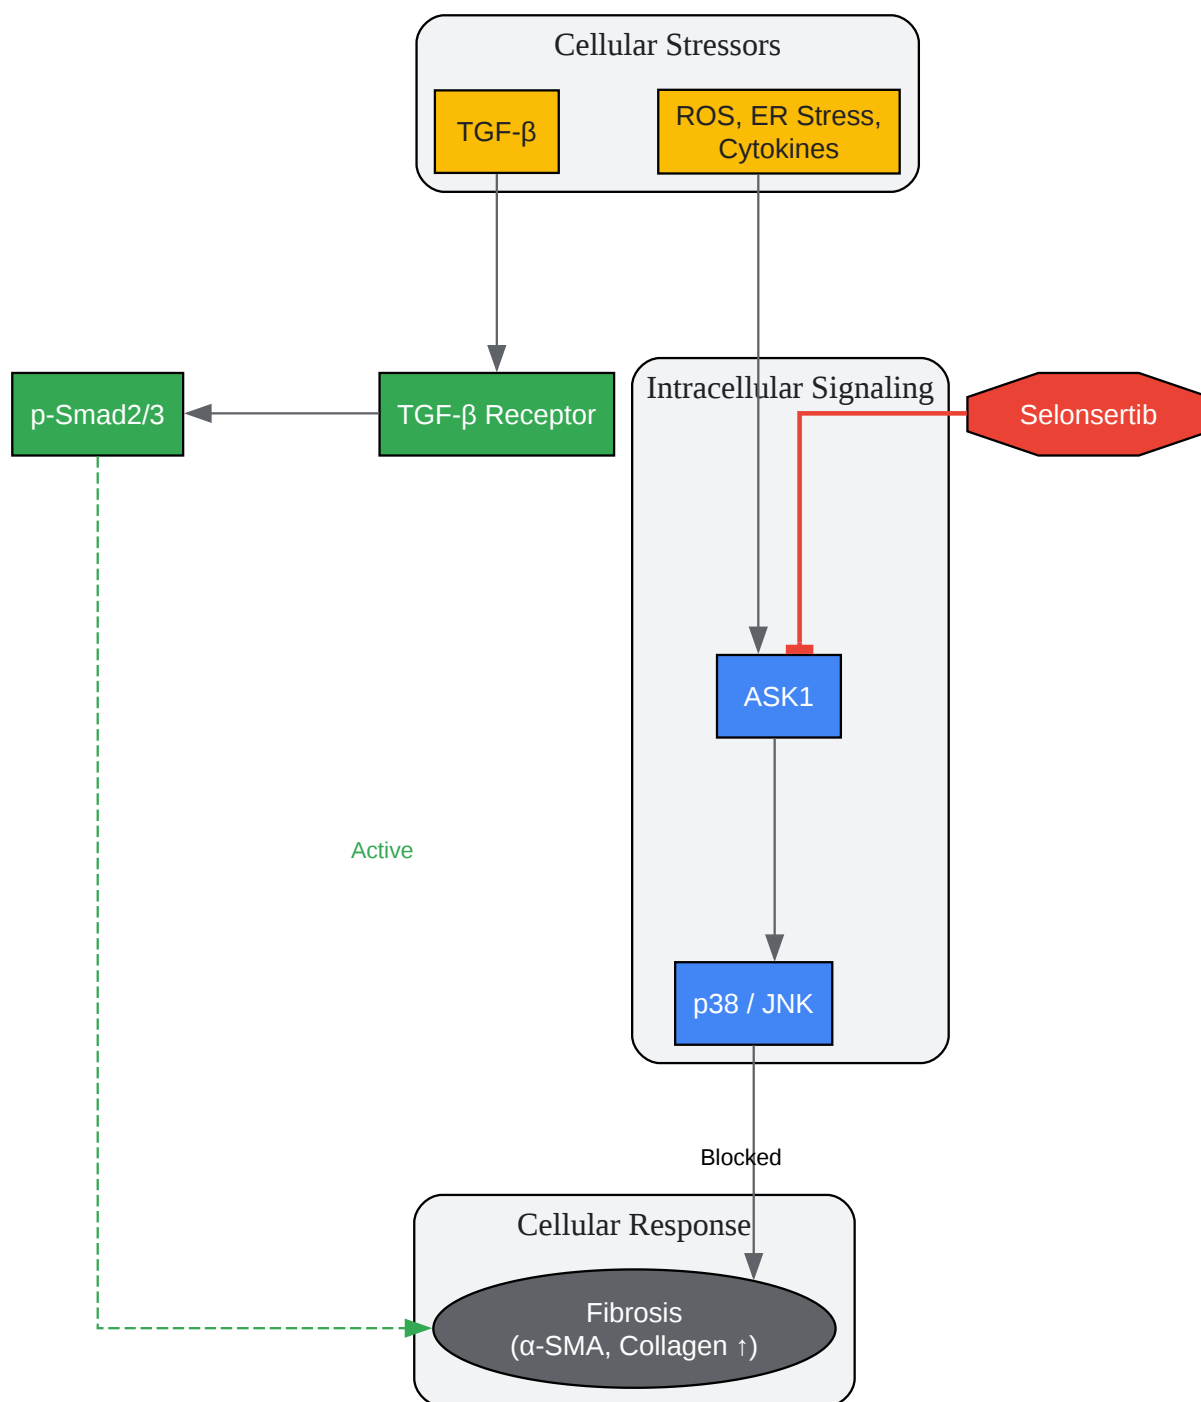 Cellular Stressors
TGF-β
ROS, ER Stress,
Cytokines
p-Smad2/3
TGF-β Receptor
Intracellular Signaling
Selonsertib
ASK1
Active
p38 / JNK
Blocked
Cellular Response
Fibrosis
(α-SMA, Collagen ↑)